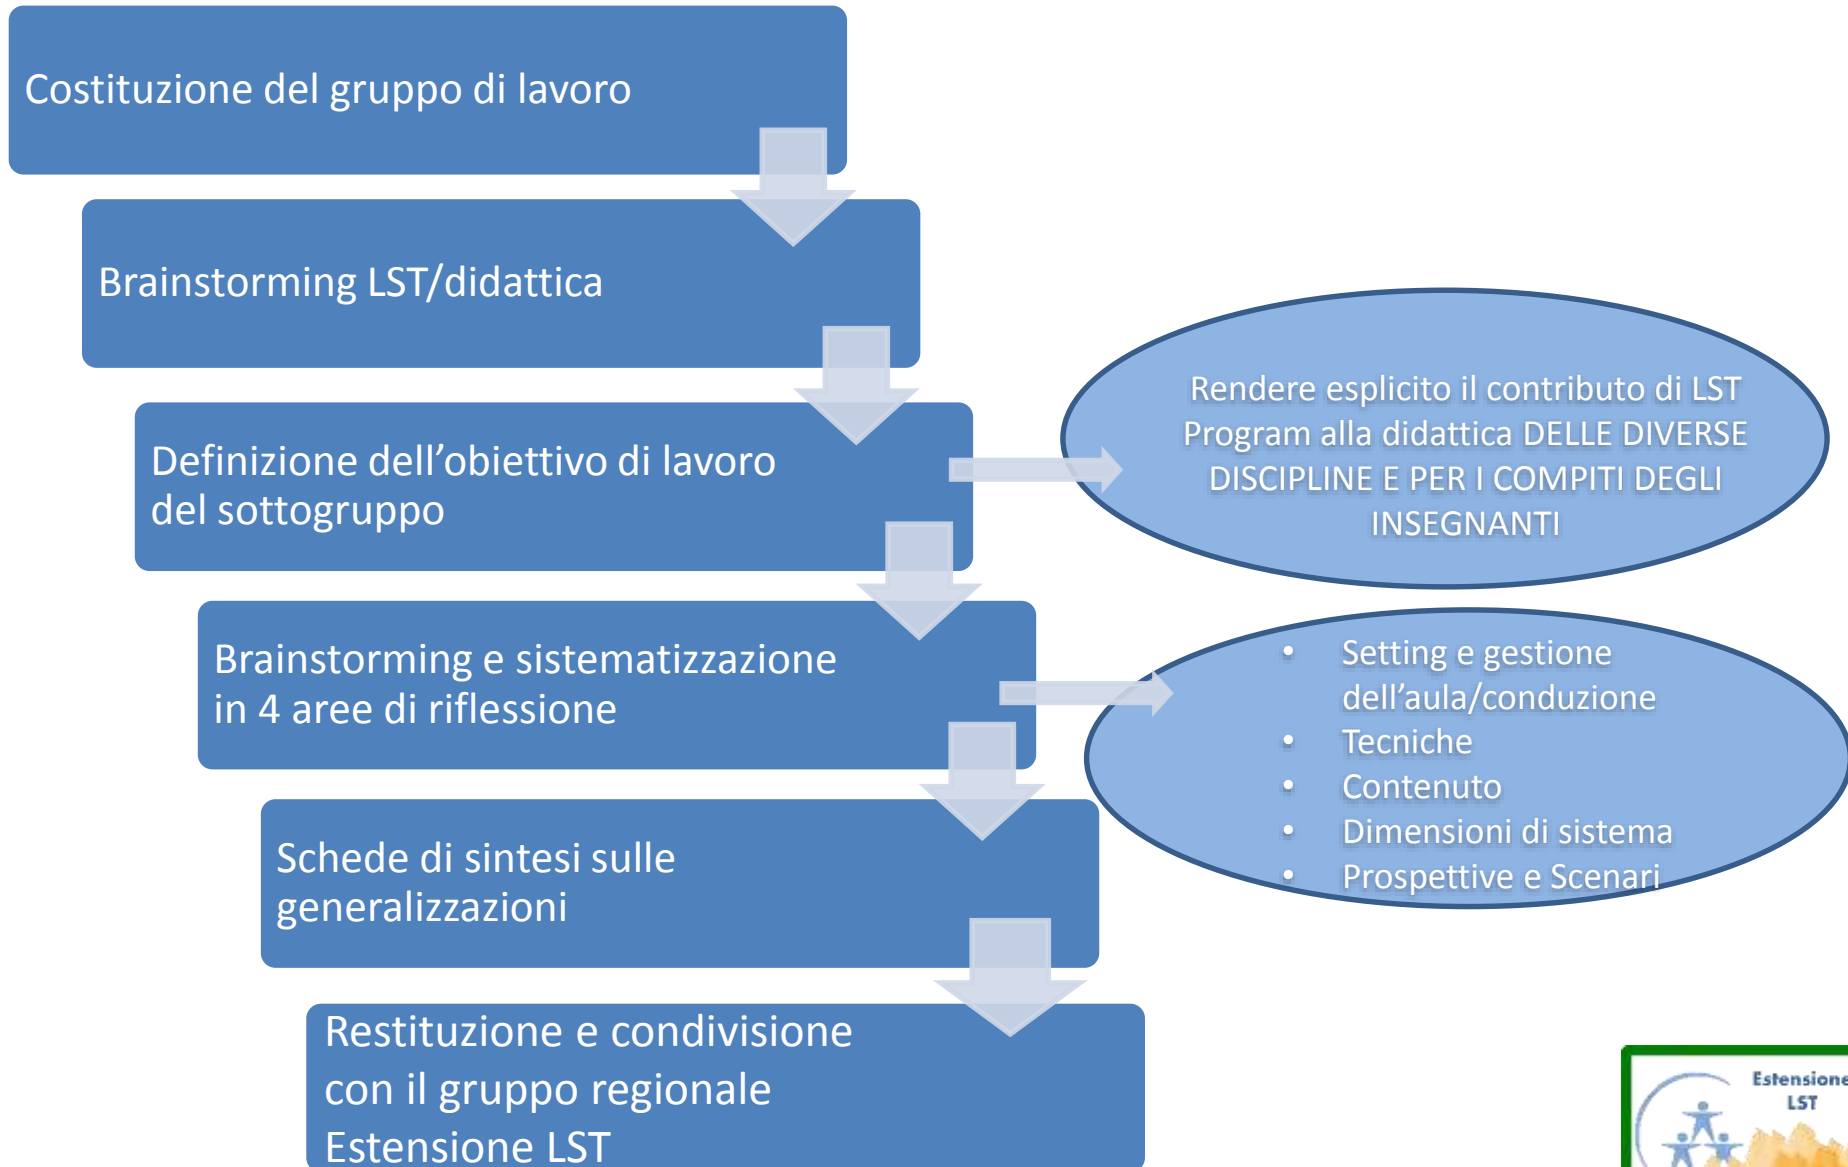 Costituzione del gruppo di lavoro
Brainstorming LST/didattica
Definizione dell’obiettivo di lavoro
del sottogruppo
Rendere esplicito il contributo di LST
Program alla didattica DELLE DIVERSE
DISCIPLINE E PER I COMPITI DEGLI
INSEGNANTI
Brainstorming e sistematizzazione
in 4 aree di riflessione
• Setting e gestione
dell’aula/conduzione
• Tecniche
• Contenuto
• Dimensioni di sistema
• Prospettive e Scenari
Schede di sintesi sulle
generalizzazioni
Restituzione e condivisione
con il gruppo regionale
Estensione LST
Estensione
LST